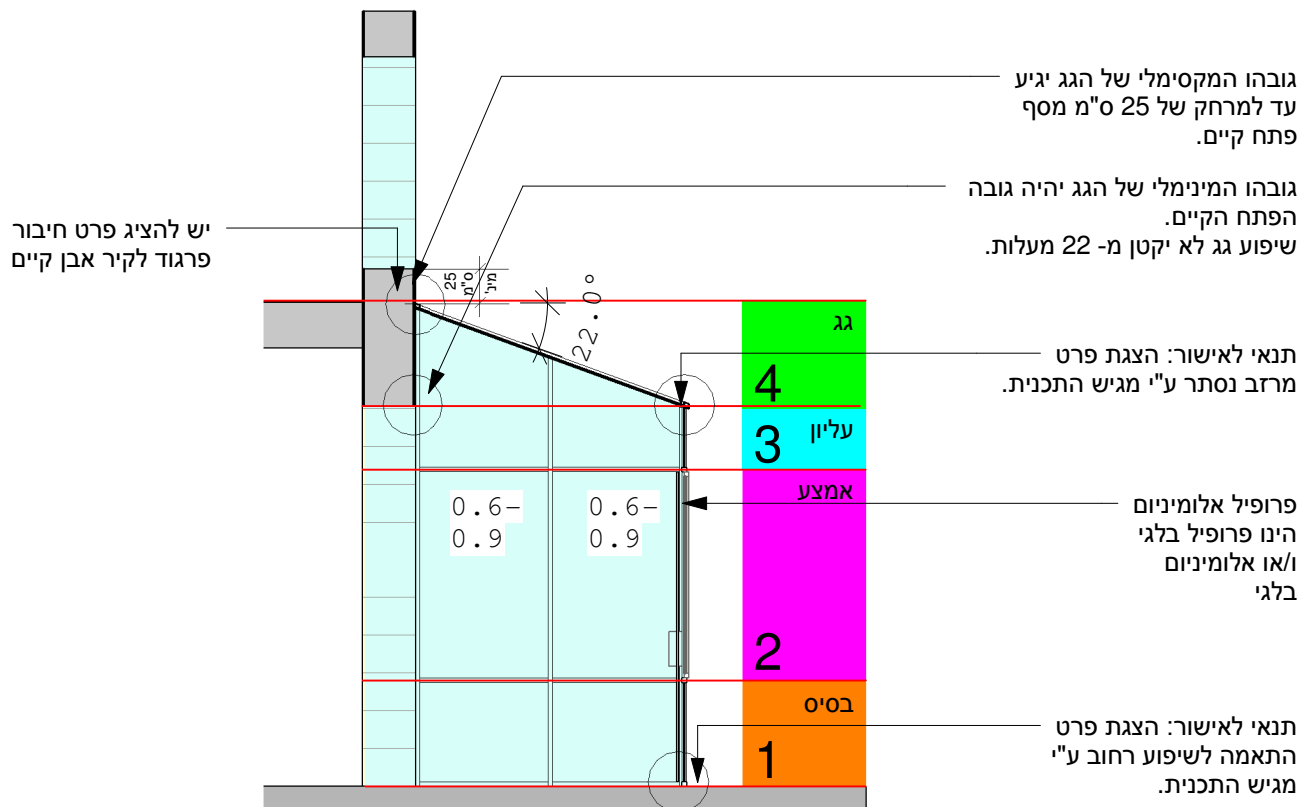 גובהו המקסימלי של הגג יגיע
עד למרחק של 25 ס"מ מסף
פתח קיים.
גובהו המינימלי של הגג יהיה גובה
הפתח הקיים.
שיפוע גג לא יקטן מ- 22 מעלות.
יש להציג פרט חיבור
פרגוד לקיר אבן קיים
25
ס"מ
מינ'
22.0°
גג
4
תנאי לאישור: הצגת פרט
מרזב נסתר ע"י מגיש התכנית.
עליון
3
אמצע
2
0.6-
0.9
0.6-
0.9
פרופיל אלומיניום
הינו פרופיל בלגי
ו/או אלומיניום
בלגי
בסיס
1
תנאי לאישור: הצגת פרט
התאמה לשיפוע רחוב ע"י
מגיש התכנית.